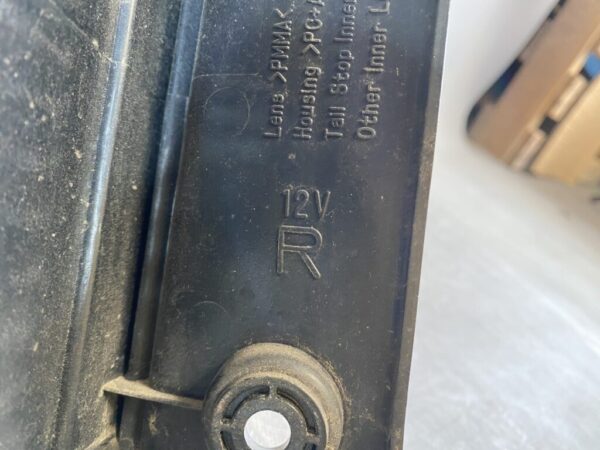 Lens >PMMA<
Housing >PC+A
Tail Stop Inner
Other Inner L
12V
R